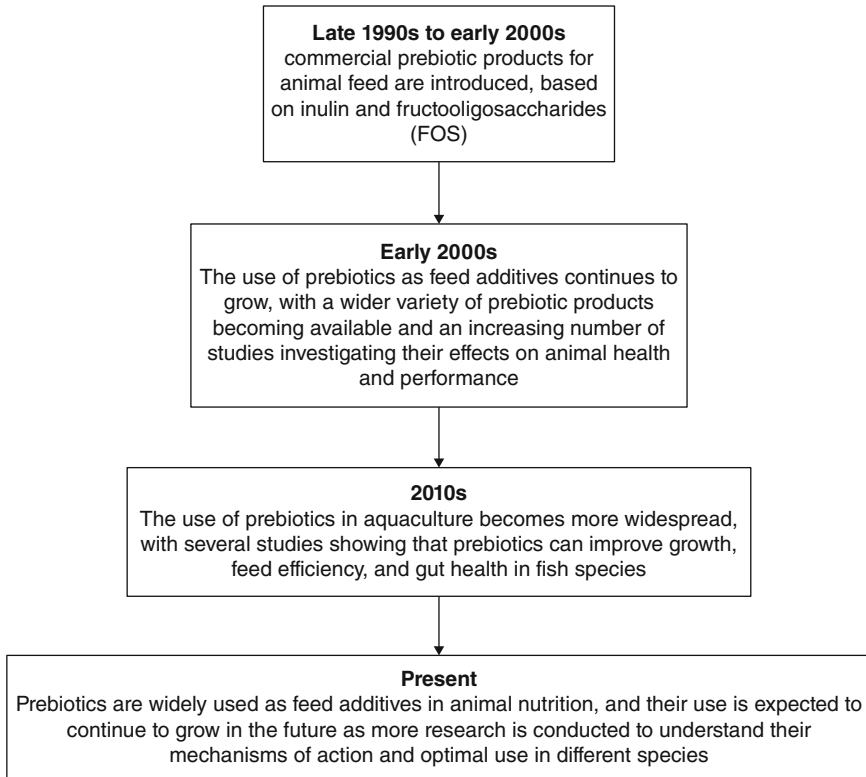 Late 1990s to early 2000s
commercial prebiotic products for
animal feed are introduced, based
on inulin and fructooligosaccharides
(FOS)
Early 2000s
The use of prebiotics as feed additives continues to
grow, with a wider variety of prebiotic products
becoming available and an increasing number of
studies investigating their effects on animal health
and performance
2010s
The use of prebiotics in aquaculture becomes more widespread,
with several studies showing that prebiotics can improve growth,
feed efficiency, and gut health in fish species
Present
Prebiotics are widely used as feed additives in animal nutrition, and their use is expected to
continue to grow in the future as more research is conducted to understand their
mechanisms of action and optimal use in different species